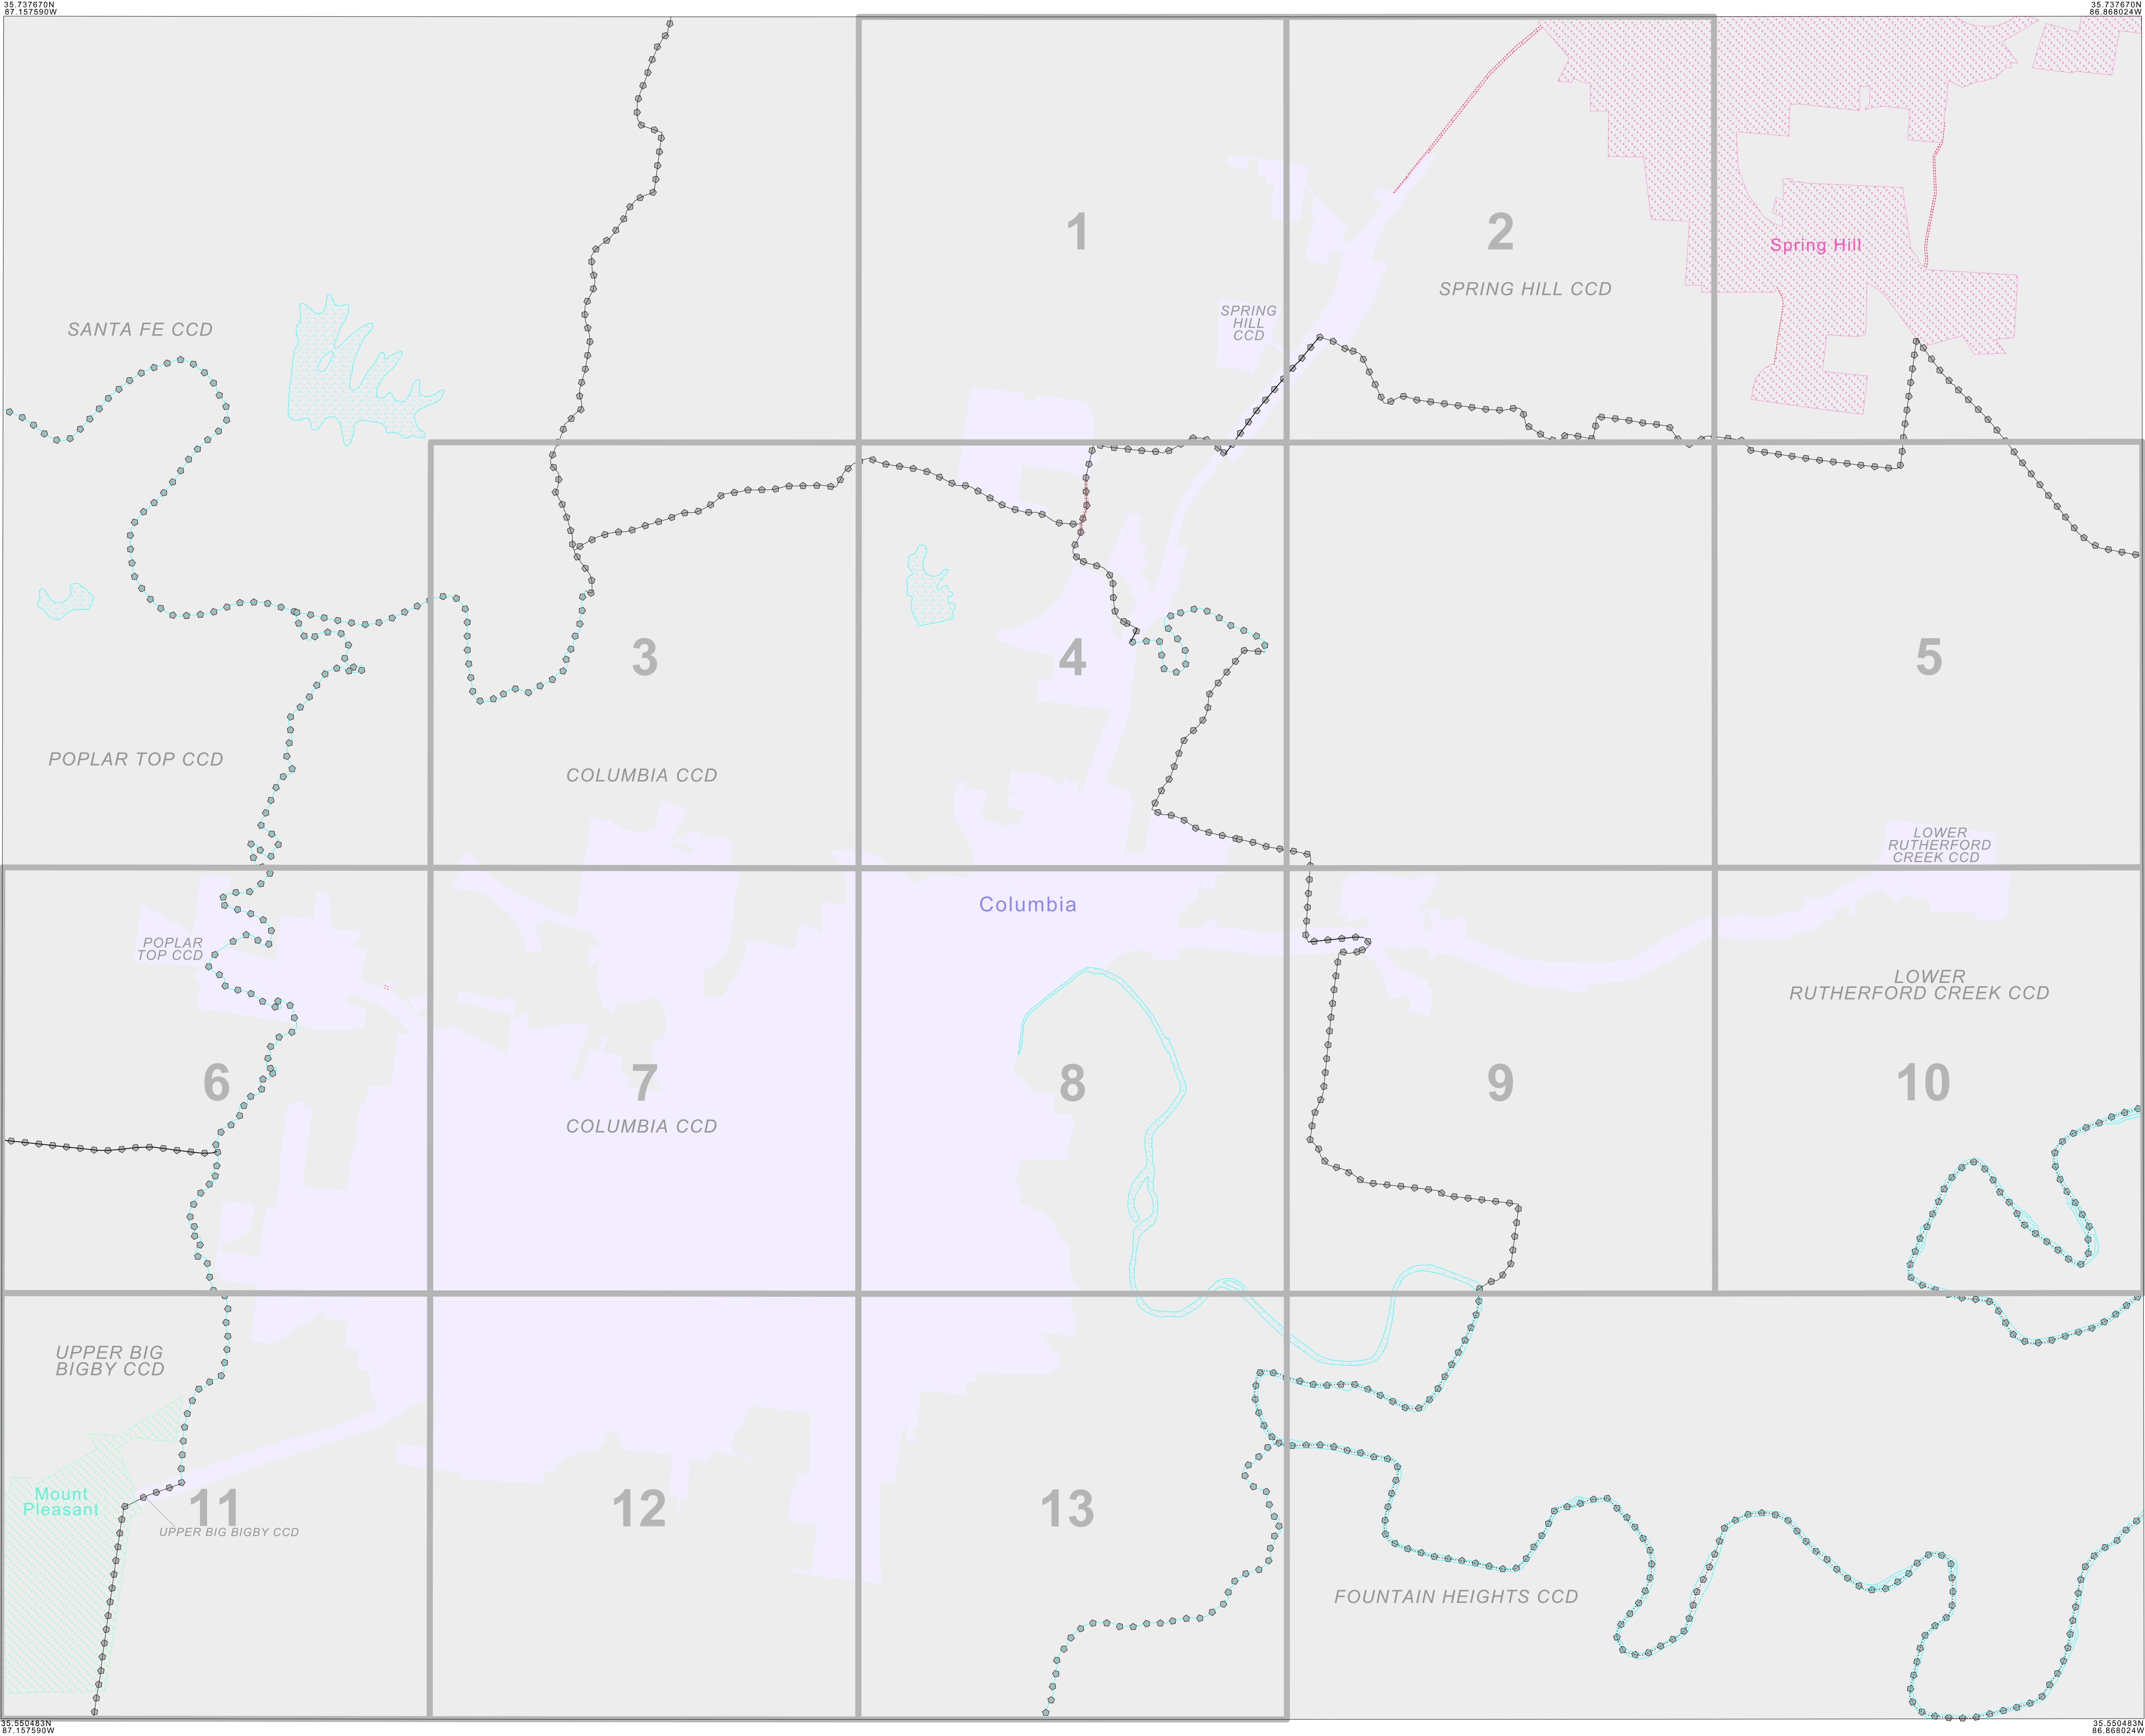 35.737670N
87.157590W
35.737670N
86.868024W
1
2
Spring Hill
SPRING HILL CCD
SPRING
HILL
CCD
SANTA FE CCD
3
4
5
POPLAR TOP CCD
COLUMBIA CCD
LOWER
RUTHERFORD
CREEK CCD
Columbia
POPLAR
TOP CCD
LOWER
RUTHERFORD CREEK CCD
6
7
8
9
10
COLUMBIA CCD
UPPER BIG
BIGBY CCD
Mount
Pleasant
11
12
13
UPPER BIG BIGBY CCD
FOUNTAIN HEIGHTS CCD
35.550483N
87.157590W
35.550483N
86.868024W